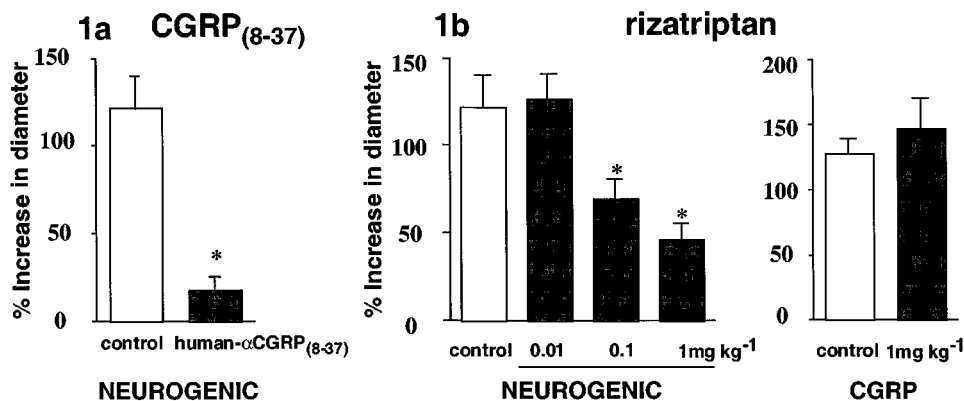 1a CGRP(8-37)
% Increase in diameter
150
100
50
0
*
control human-αCGRP(8-37)
NEUROGENIC
1b rizatriptan
% Increase in diameter
150
100
50
0
*
*
control 0.01 0.1 1mg kg-1
NEUROGENIC
200
150
100
50
0
control 1mg kg-1
CGRP